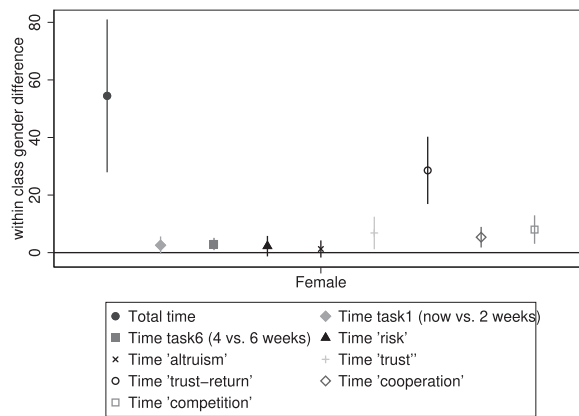 80
60
40
20
0
within class gender difference
Female
Total time
Time task1 (now vs. 2 weeks)
Time task6 (4 vs. 6 weeks)
Time 'risk'
Time 'altruism'
Time 'trust''
Time 'trust−return'
Time 'cooperation'
Time 'competition'